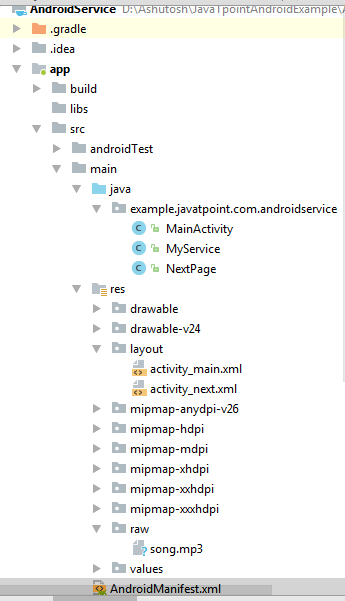 AndroidService D:\Ashutosh\JavaTpointAndroidExample\
.gradle
.idea
app
build
libs
src
androidTest
main
java
example.javatpoint.com.androidservice
MainActivity
MyService
NextPage
res
drawable
drawable-v24
layout
activity_main.xml
activity_next.xml
mipmap-anydpi-v26
mipmap-hdpi
mipmap-mdpi
mipmap-xhdpi
mipmap-xxhdpi
mipmap-xxxhdpi
raw
song.mp3
values
AndroidManifest.xml